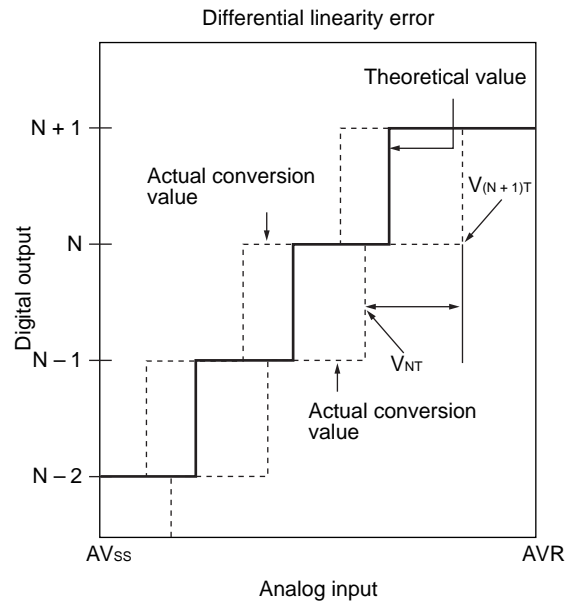 Differential linearity error
Theoretical value
N + 1
Actual conversion
value
V(N + 1)T
N
Digital output
N – 1
VNT
Actual conversion
value
N – 2
AVss
AVR
Analog input